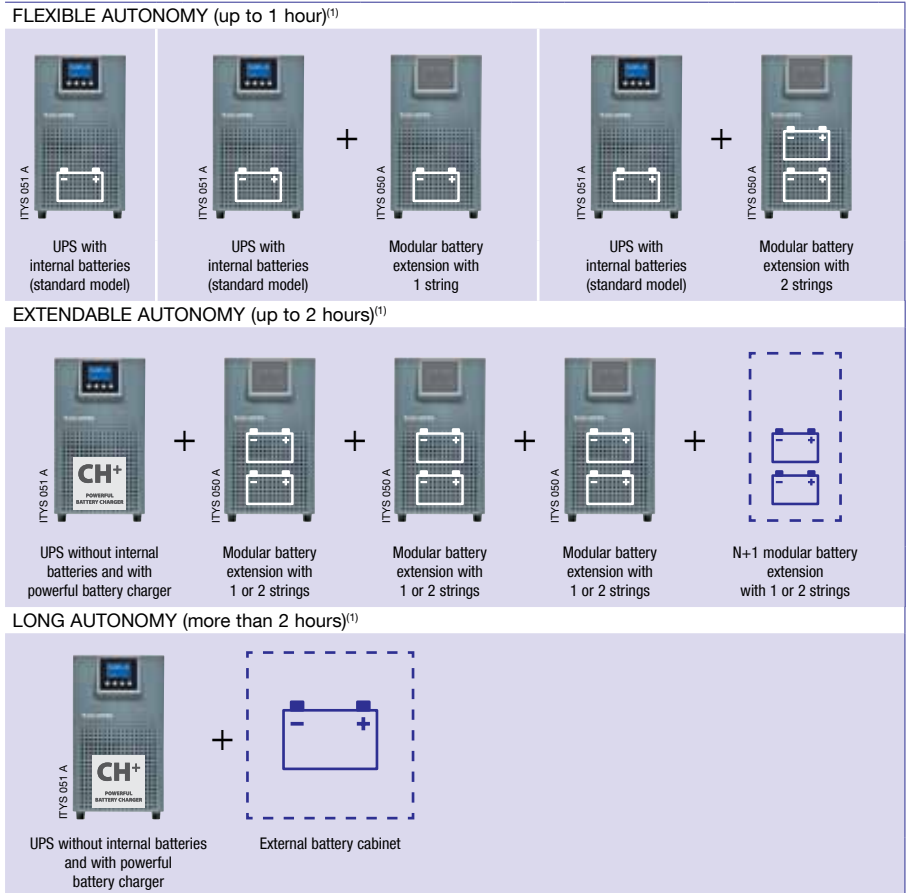 FLEXIBLE AUTONOMY (up to 1 hour)(1)
ITYS 051 A
UPS with
internal batteries
(standard model)
ITYS 051 A
UPS with
internal batteries
(standard model)
+
ITYS 050 A
Modular battery
extension with
1 string
ITYS 051 A
UPS with
internal batteries
(standard model)
+
ITYS 050 A
Modular battery
extension with
2 strings
EXTENDABLE AUTONOMY (up to 2 hours)(1)
CH+
POWERFUL
BATTERY CHARGER
ITYS 051 A
UPS without internal
batteries and with
powerful battery charger
+
ITYS 050 A
Modular battery
extension with
1 or 2 strings
+
ITYS 050 A
Modular battery
extension with
1 or 2 strings
+
ITYS 050 A
Modular battery
extension with
1 or 2 strings
+
N+1 modular battery
extension
with 1 or 2 strings
LONG AUTONOMY (more than 2 hours)(1)
CH+
POWERFUL
BATTERY CHARGER
ITYS 051 A
UPS without internal batteries
and with powerful
battery charger
+
External battery cabinet